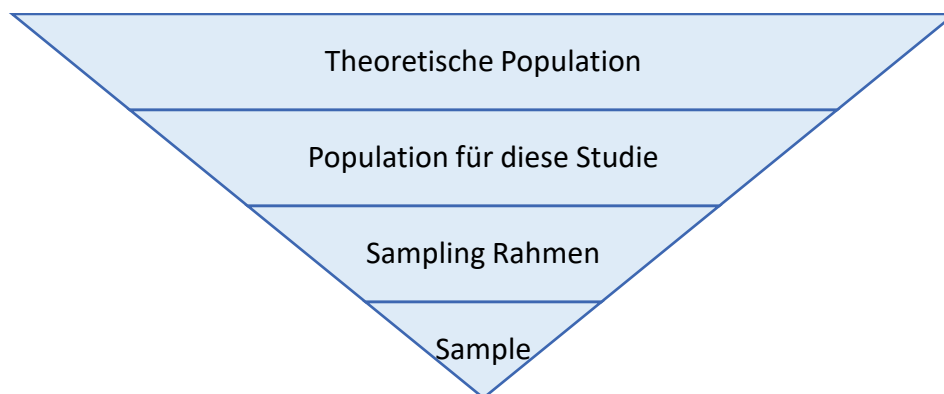 Theoretische Population
Population für diese Studie
Sampling Rahmen
Sample